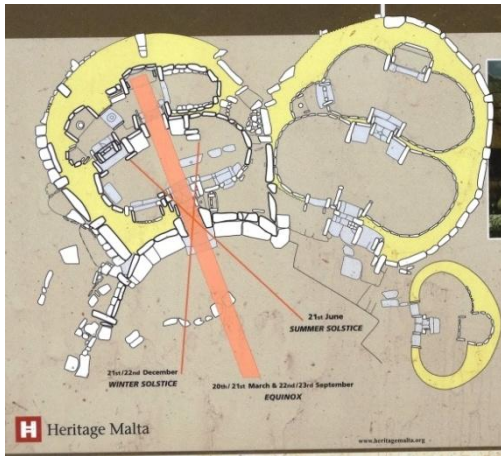 21st June
SUMMER SOLSTICE
21st/22nd December
WINTER SOLSTICE
20th/ 21st March & 22nd/23rd September
EQUINOX
H Heritage Malta
www.heritagemalta.org